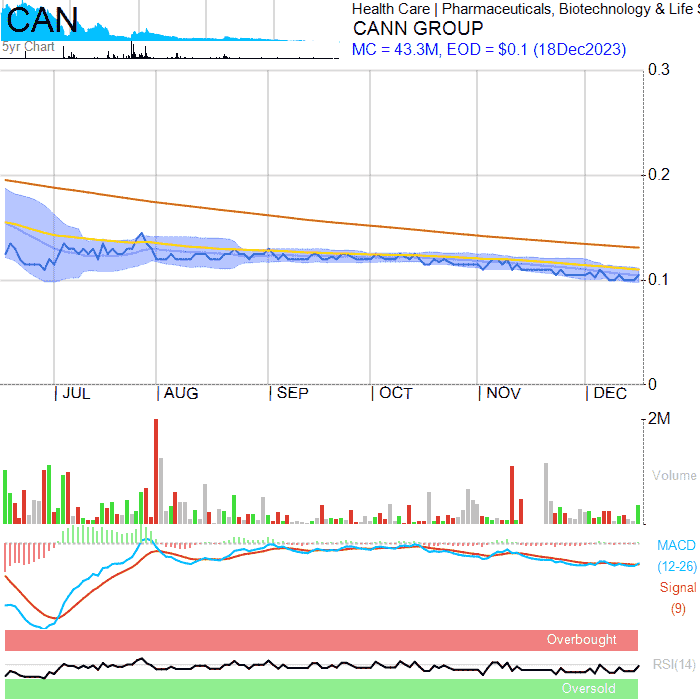 CAN
5yr Chart
Health Care | Pharmaceuticals, Biotechnology & Life S
CANN GROUP
MC = 43.3M, EOD = $0.1 (18Dec2023)
0.3
0.2
0.1
0
JUL AUG SEP OCT NOV DEC
2M
Volume
MACD
(12-26)
Signal
(9)
Overbought
RSI(14)
Oversold